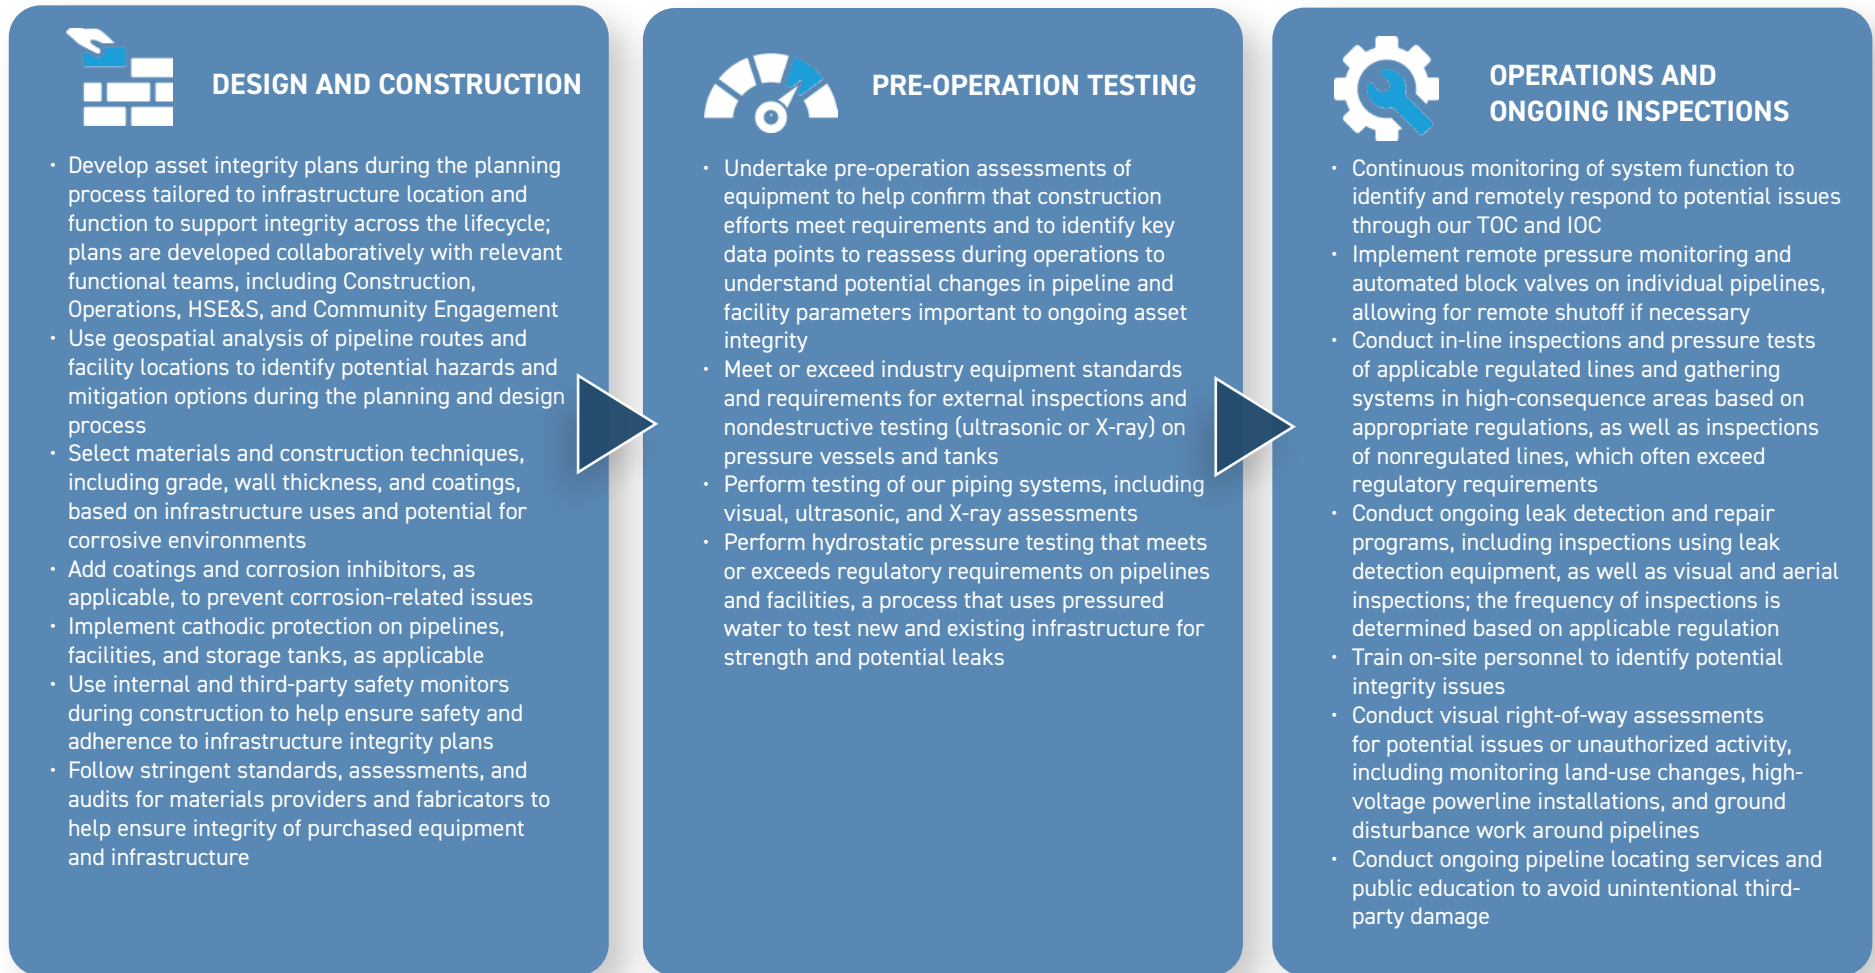 DESIGN AND CONSTRUCTION
• Develop asset integrity plans during the planning
process tailored to infrastructure location and
function to support integrity across the lifecycle;
plans are developed collaboratively with relevant
functional teams, including Construction,
Operations, HSE&S, and Community Engagement
• Use geospatial analysis of pipeline routes and
facility locations to identify potential hazards and
mitigation options during the planning and design
process
• Select materials and construction techniques,
including grade, wall thickness, and coatings,
based on infrastructure uses and potential for
corrosive environments
• Add coatings and corrosion inhibitors, as
applicable, to prevent corrosion-related issues
• Implement cathodic protection on pipelines,
facilities, and storage tanks, as applicable
• Use internal and third-party safety monitors
during construction to help ensure safety and
adherence to infrastructure integrity plans
• Follow stringent standards, assessments, and
audits for materials providers and fabricators to
help ensure integrity of purchased equipment
and infrastructure
PRE-OPERATION TESTING
• Undertake pre-operation assessments of
equipment to help confirm that construction
efforts meet requirements and to identify key
data points to reassess during operations to
understand potential changes in pipeline and
facility parameters important to ongoing asset
integrity
• Meet or exceed industry equipment standards
and requirements for external inspections and
nondestructive testing (ultrasonic or X-ray) on
pressure vessels and tanks
• Perform testing of our piping systems, including
visual, ultrasonic, and X-ray assessments
• Perform hydrostatic pressure testing that meets
or exceeds regulatory requirements on pipelines
and facilities, a process that uses pressured
water to test new and existing infrastructure for
strength and potential leaks
OPERATIONS AND
ONGOING INSPECTIONS
• Continuous monitoring of system function to
identify and remotely respond to potential issues
through our TOC and IOC
• Implement remote pressure monitoring and
automated block valves on individual pipelines,
allowing for remote shutoff if necessary
• Conduct in-line inspections and pressure tests
of applicable regulated lines and gathering
systems in high-consequence areas based on
appropriate regulations, as well as inspections
of nonregulated lines, which often exceed
regulatory requirements
• Conduct ongoing leak detection and repair
programs, including inspections using leak
detection equipment, as well as visual and aerial
inspections; the frequency of inspections is
determined based on applicable regulation
• Train on-site personnel to identify potential
integrity issues
• Conduct visual right-of-way assessments
for potential issues or unauthorized activity,
including monitoring land-use changes, high-
voltage powerline installations, and ground
disturbance work around pipelines
• Conduct ongoing pipeline locating services and
public education to avoid unintentional third-
party damage